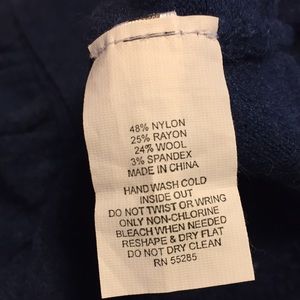 48% NYLON
25% RAYON
24% WOOL
3% SPANDEX
MADE IN CHINA
HAND WASH COLD
INSIDE OUT
DO NOT TWIST OR WRING
ONLY NON-CHLORINE
BLEACH WHEN NEEDED
RESHAPE & DRY FLAT
DO NOT DRY CLEAN
RN 55285